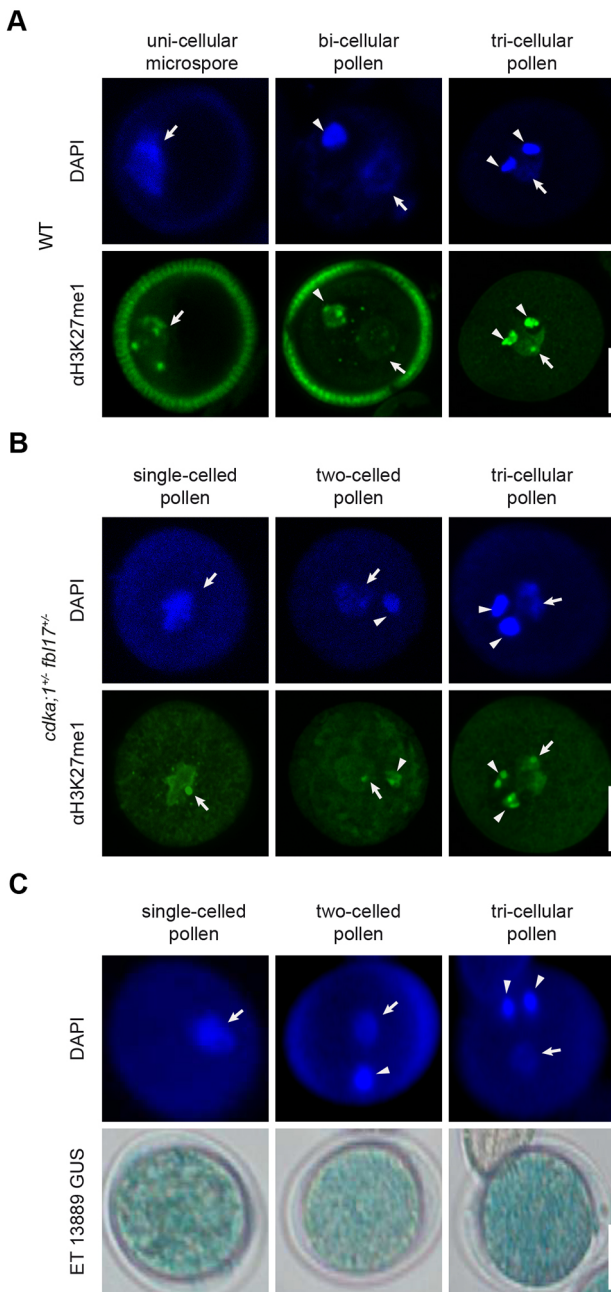 A
uni-cellular
microspore
bi-cellular
pollen
tri-cellular
pollen
DAPI
WT
αH3K27me1
B
single-celled
pollen
two-celled
pollen
tri-cellular
pollen
DAPI
cdka;1+/- fbl17+/-
αH3K27me1
C
single-celled
pollen
two-celled
pollen
tri-cellular
pollen
DAPI
ET 13889 GUS